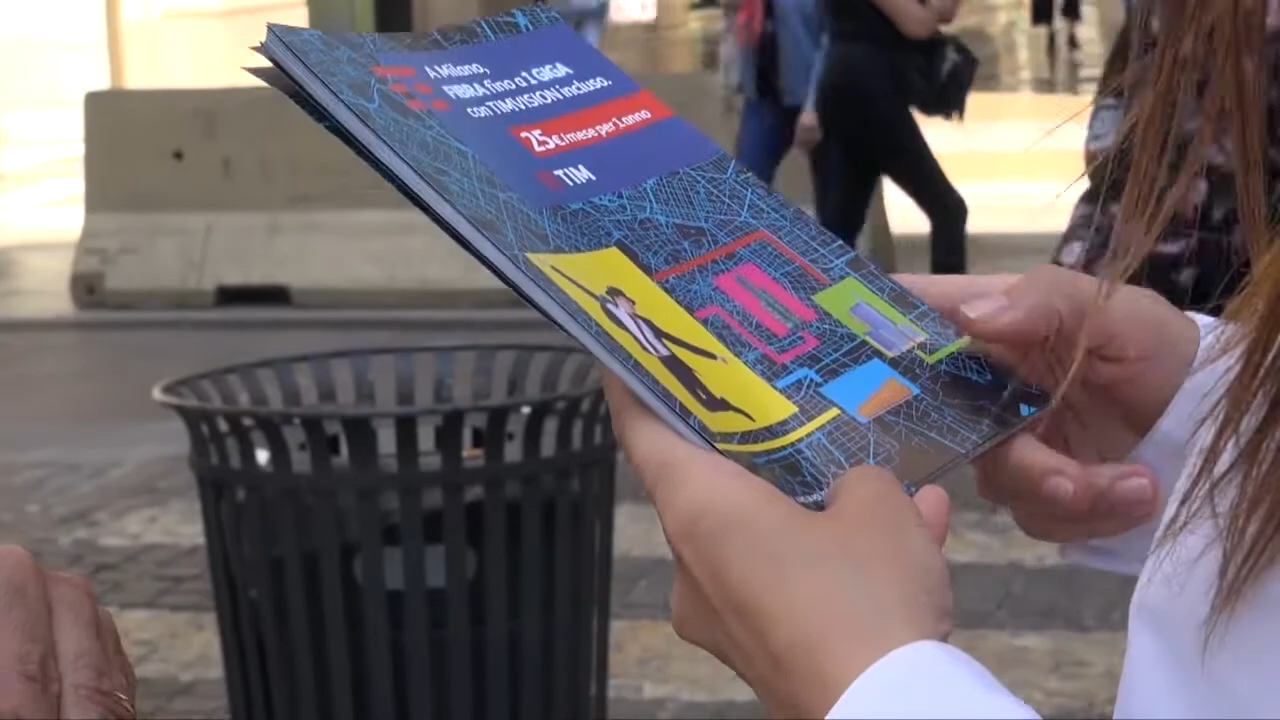 A Milano,
FIBRA fino a 1 GIGA
con TIMVISION incluso.
25€/mese per 1 anno
TIM